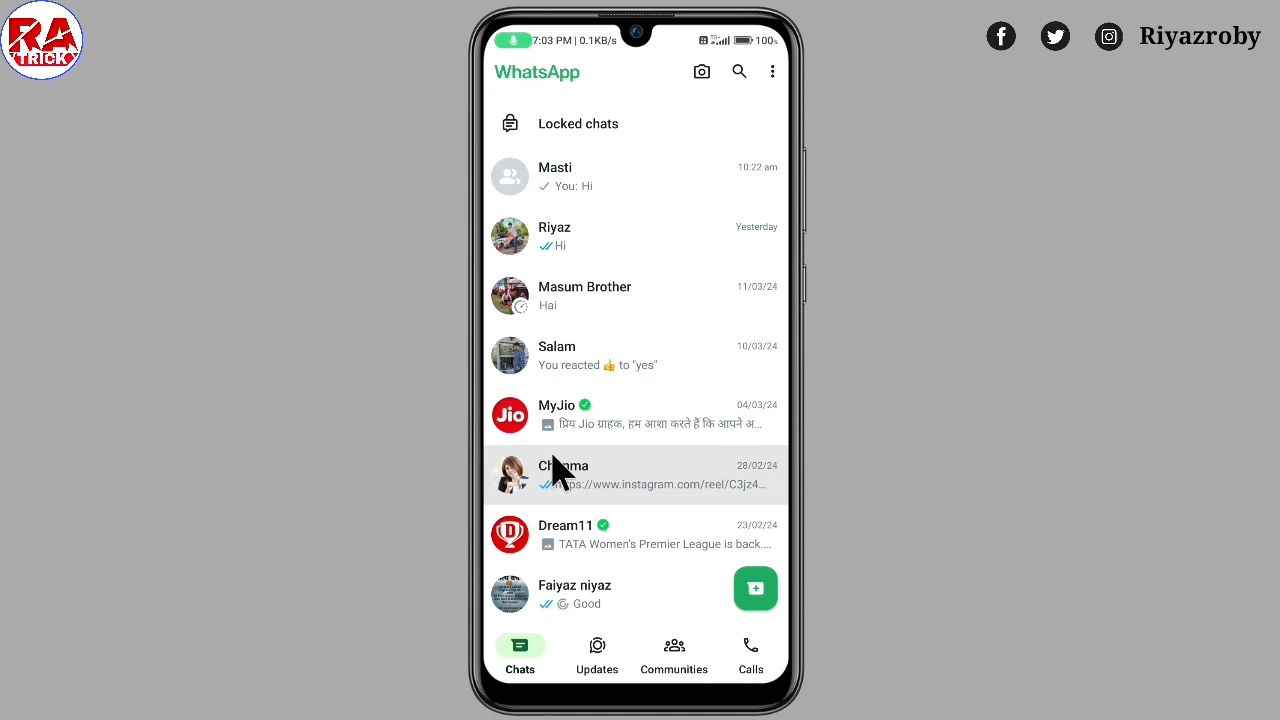 RA
TRICK
Riyazroby
7:03 PM | 0.1KB/s
100%
WhatsApp
Locked chats
Masti
10:22 am
You: Hi
Riyaz
Yesterday
Hi
Masum Brother
11/03/24
Hai
Salam
10/03/24
You reacted 👍 to "yes"
MyJio
04/03/24
Jio
प्रिय Jio ग्राहक, हम आशा करते हैं कि आपने अ...
28/02/24
ps://www.instagram.com/reel/C3jz4...
Dream11
23/02/24
D
TATA Women's Premier League is back....
Faiyaz niyaz
Good
Chats
Updates
Communities
Calls